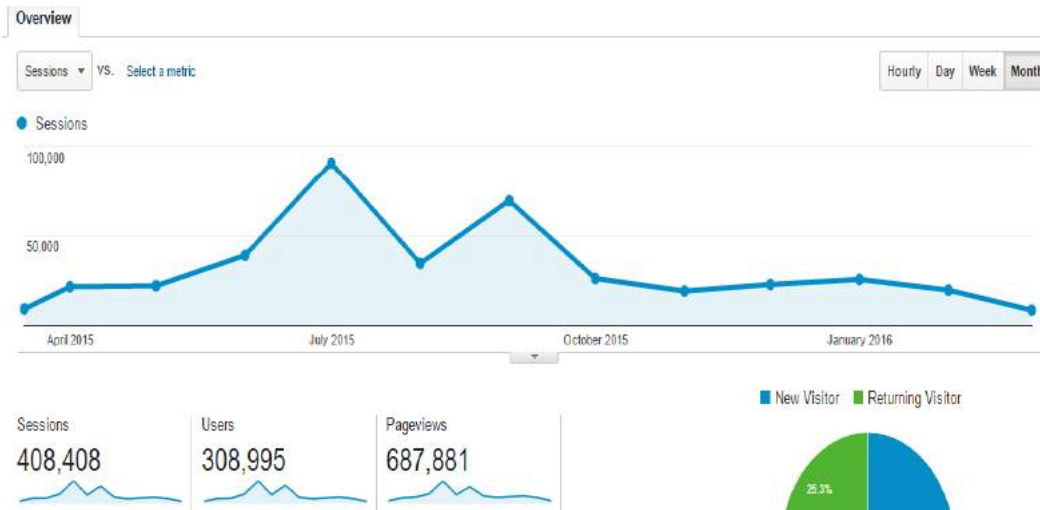 Overview
Sessions VS. Select a metric
Hourly Day Week Month
Sessions
100,000
50,000
April 2015 July 2015 October 2015 January 2016
New Visitor Returning Visitor
Sessions Users Pageviews
408,408 308,995 687,881
25.3%